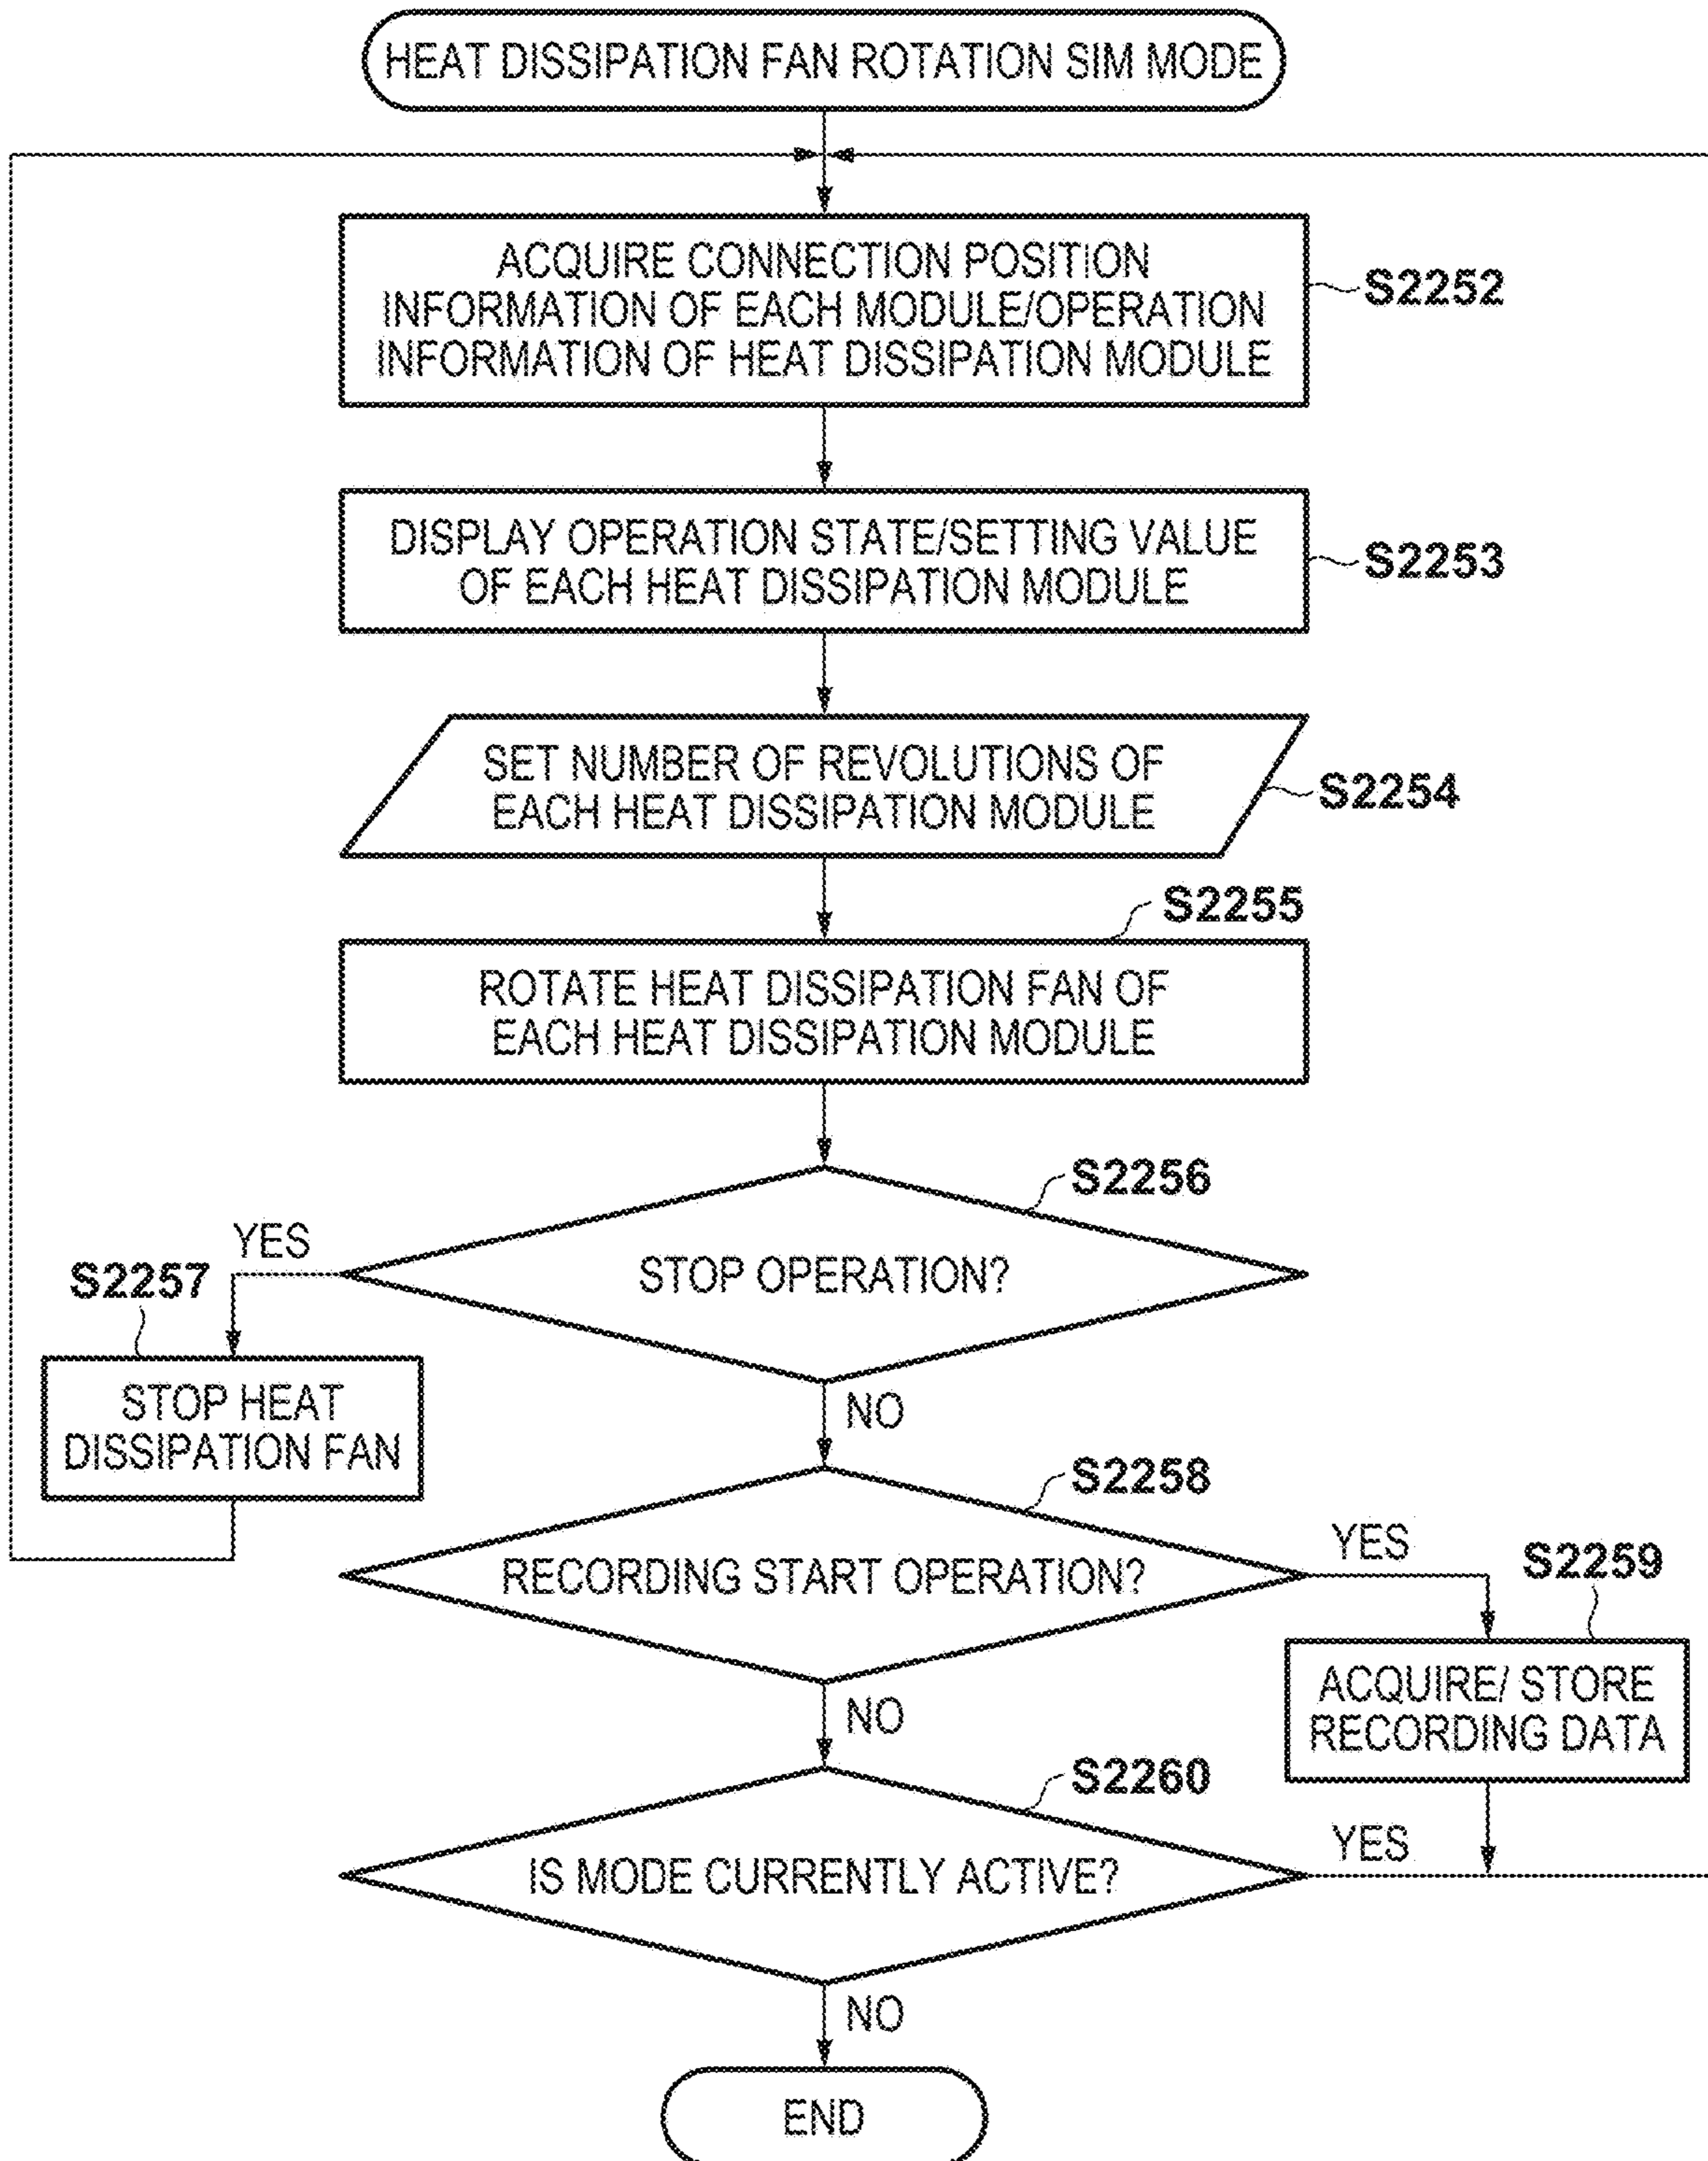 HEAT DISSIPATION FAN ROTATION SIM MODE
ACQUIRE CONNECTION POSITION
INFORMATION OF EACH MODULE/OPERATION
INFORMATION OF HEAT DISSIPATION MODULE
S2252
DISPLAY OPERATION STATE/SETTING VALUE
OF EACH HEAT DISSIPATION MODULE
S2253
SET NUMBER OF REVOLUTIONS OF
EACH HEAT DISSIPATION MODULE
S2254
S2255
ROTATE HEAT DISSIPATION FAN OF
EACH HEAT DISSIPATION MODULE
S2256
STOP OPERATION?
YES
S2257
STOP HEAT
DISSIPATION FAN
NO
S2258
RECORDING START OPERATION?
YES
S2259
ACQUIRE/ STORE
RECORDING DATA
NO
S2260
IS MODE CURRENTLY ACTIVE?
YES
NO
END